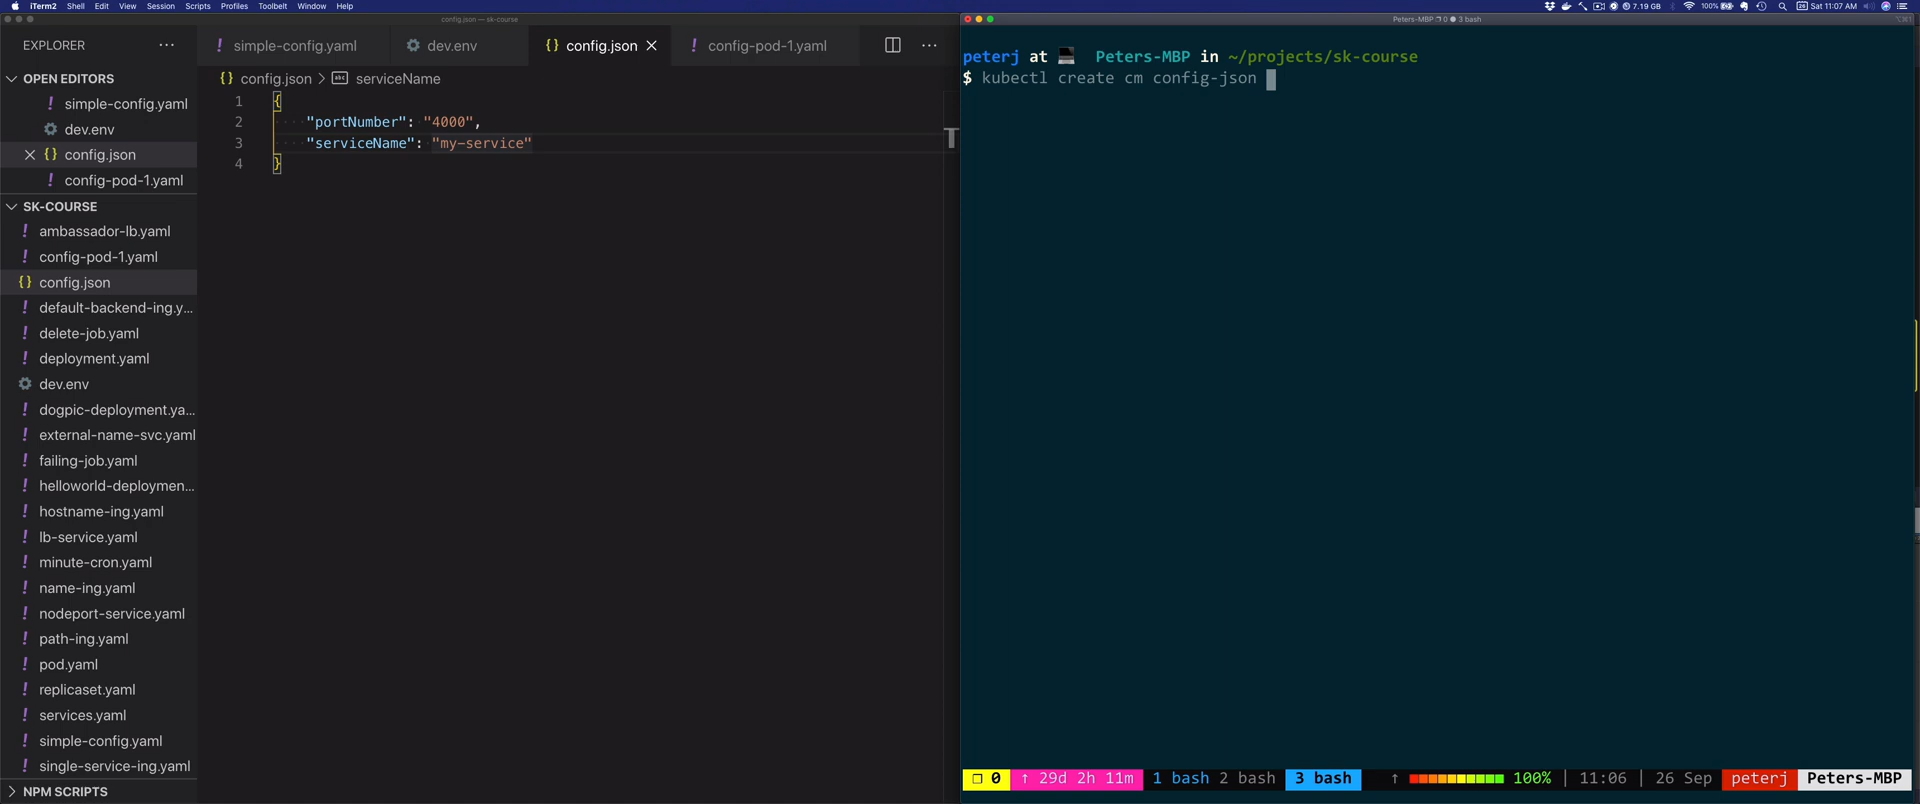 iTerm2 Shell Edit View Session Scripts Profiles Toolbelt Window Help
7.19 GB 100% 26 Sat 11:07 AM
config.json — sk-course
Peters-MBP 0 3 bash
EXPLORER
simple-config.yaml dev.env config.json config-pod-1.yaml
OPEN EDITORS
simple-config.yaml
dev.env
config.json
config-pod-1.yaml
SK-COURSE
ambassador-lb.yaml
config-pod-1.yaml
config.json
default-backend-ing.y...
delete-job.yaml
deployment.yaml
dev.env
dogpic-deployment.ya...
external-name-svc.yaml
failing-job.yaml
helloworld-deploymen...
hostname-ing.yaml
lb-service.yaml
minute-cron.yaml
name-ing.yaml
nodeport-service.yaml
path-ing.yaml
pod.yaml
replicaset.yaml
services.yaml
simple-config.yaml
single-service-ing.yaml
NPM SCRIPTS
{} config.json > abc serviceName
1 {
2 "portNumber": "4000",
3 "serviceName": "my-service"
4 }
peterj at Peters-MBP in ~/projects/sk-course
$ kubectl create cm config-json
0 ↑ 29d 2h 11m 1 bash 2 bash 3 bash ↑ 100% | 11:06 | 26 Sep peterj Peters-MBP